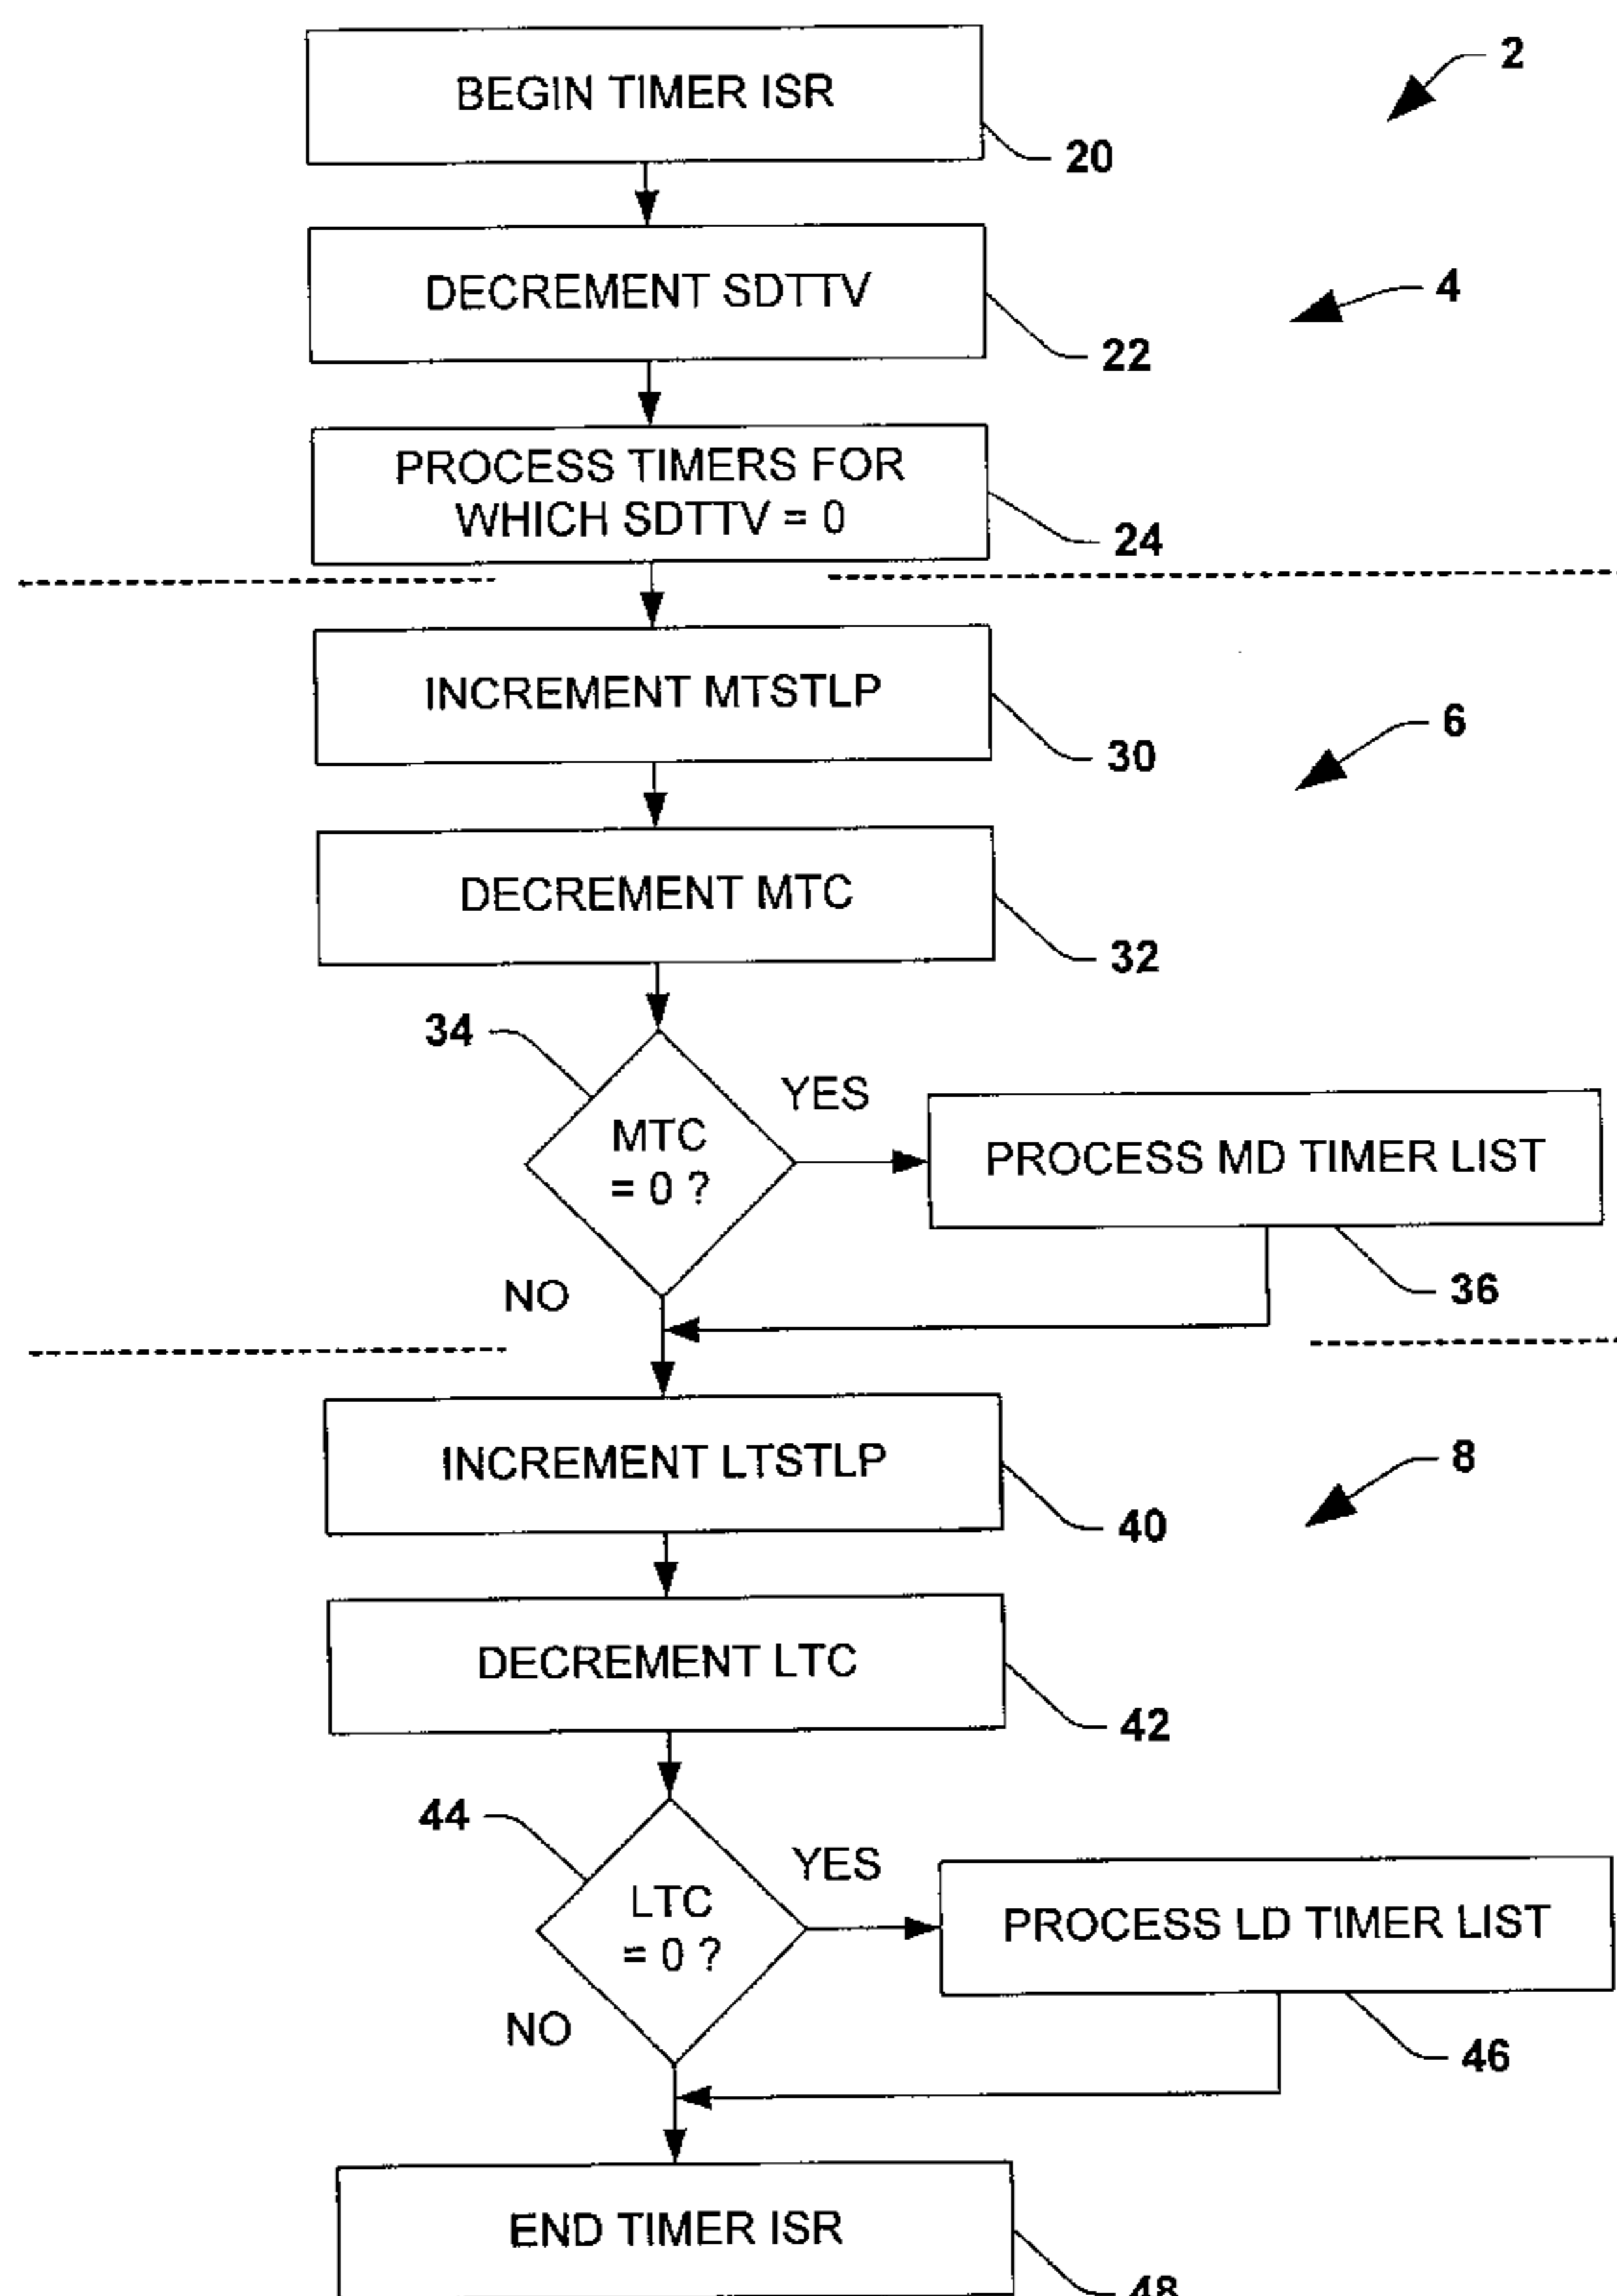 BEGIN TIMER ISR
2
20
DECREMENT SDTTV
4
22
PROCESS TIMERS FOR
WHICH SDTTV = 0
24
INCREMENT MTSTLP
6
30
DECREMENT MTC
32
34
MTC
= 0 ?
YES
PROCESS MD TIMER LIST
36
NO
INCREMENT LTSTLP
8
40
DECREMENT LTC
42
44
LTC
= 0 ?
YES
PROCESS LD TIMER LIST
46
NO
END TIMER ISR
48